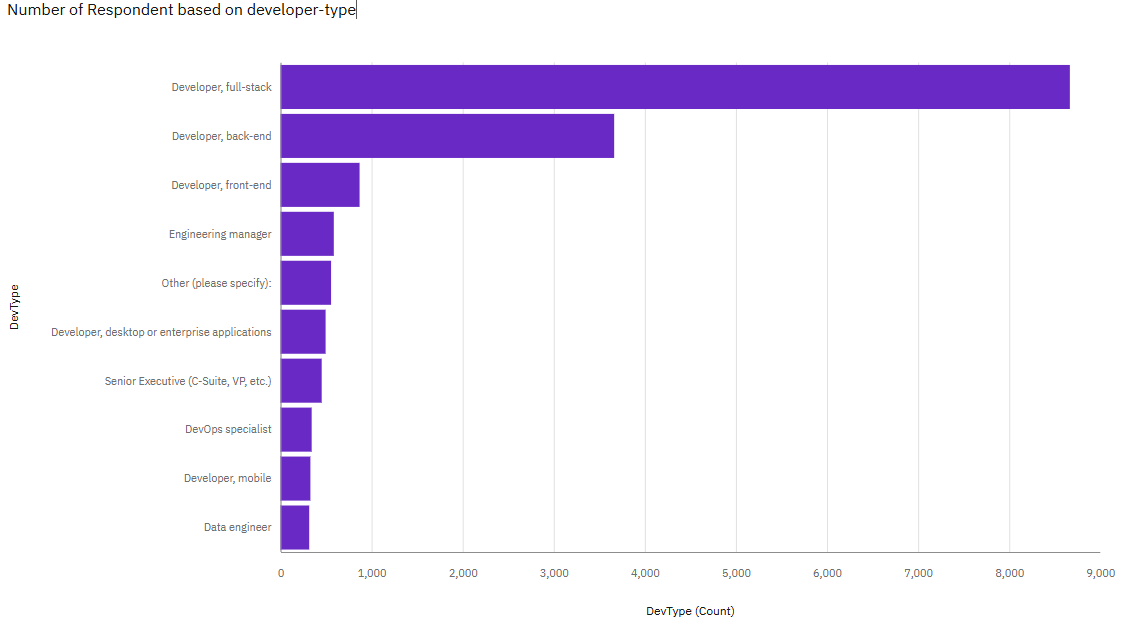 Number of Respondent based on developer-type
Developer, full-stack
Developer, back-end
Developer, front-end
Engineering manager
Other (please specify):
Developer, desktop or enterprise applications
Senior Executive (C-Suite, VP, etc.)
DevOps specialist
Developer, mobile
Data engineer
DevType
0 1,000 2,000 3,000 4,000 5,000 6,000 7,000 8,000 9,000
DevType (Count)